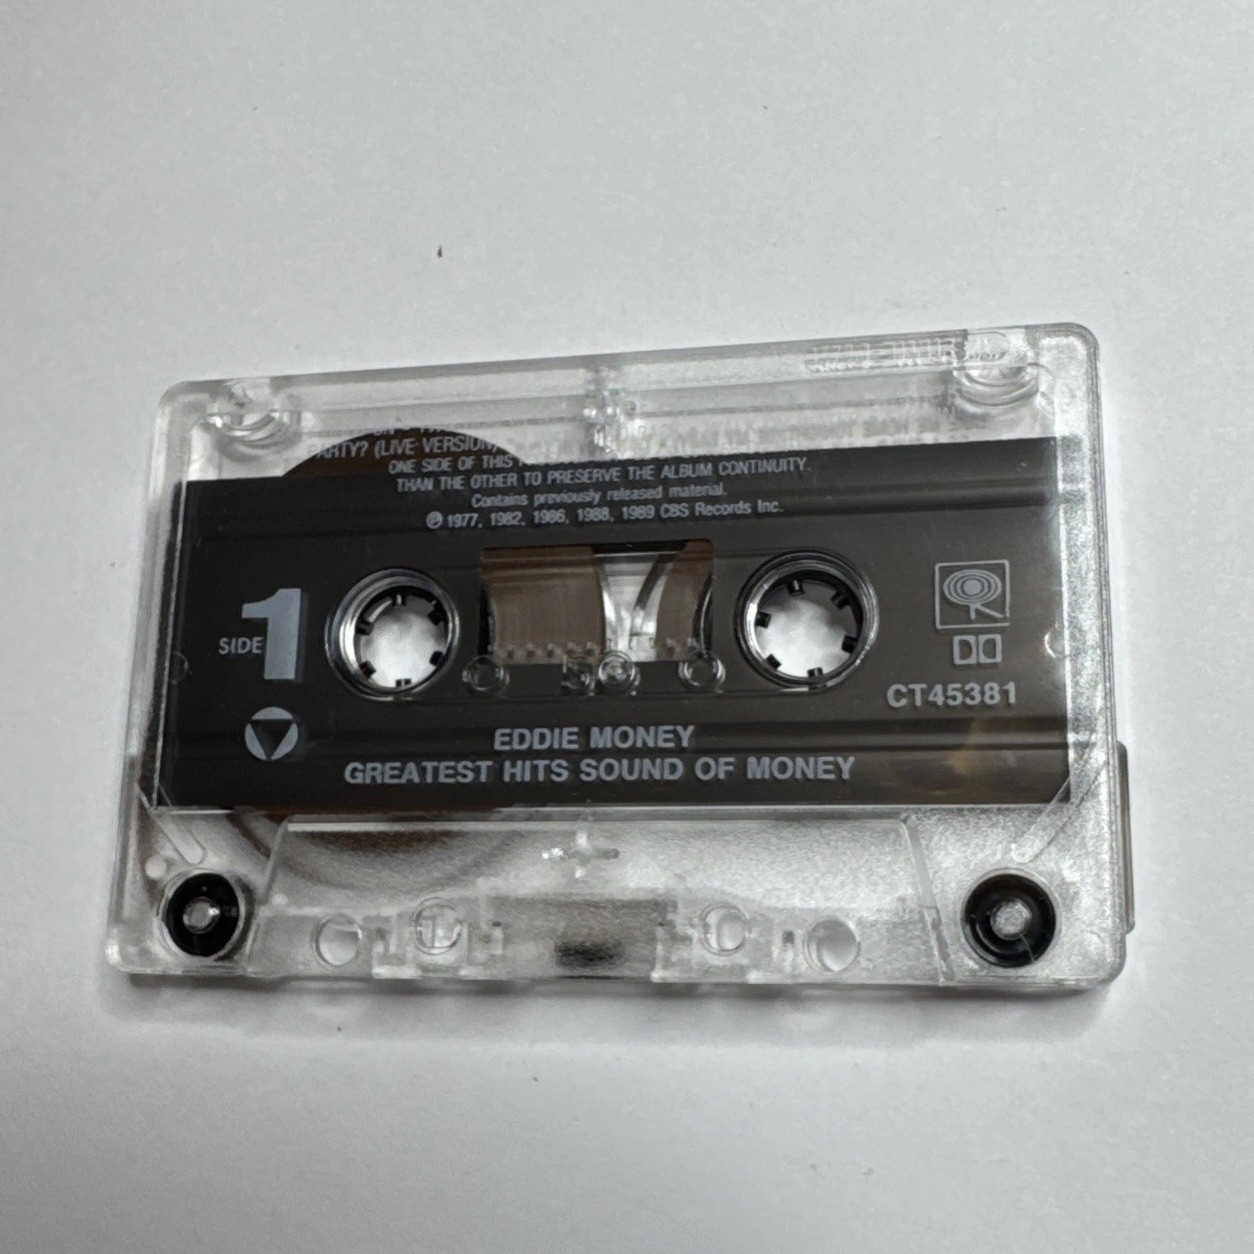 PARTY? (LIVE VERSION)
ONE SIDE OF THIS
THAN THE OTHER TO PRESERVE THE ALBUM CONTINUITY.
Contains previously released material.
℗ 1977, 1982, 1986, 1988, 1989 CBS Records Inc.
SIDE 1
CT45381
EDDIE MONEY
GREATEST HITS SOUND OF MONEY